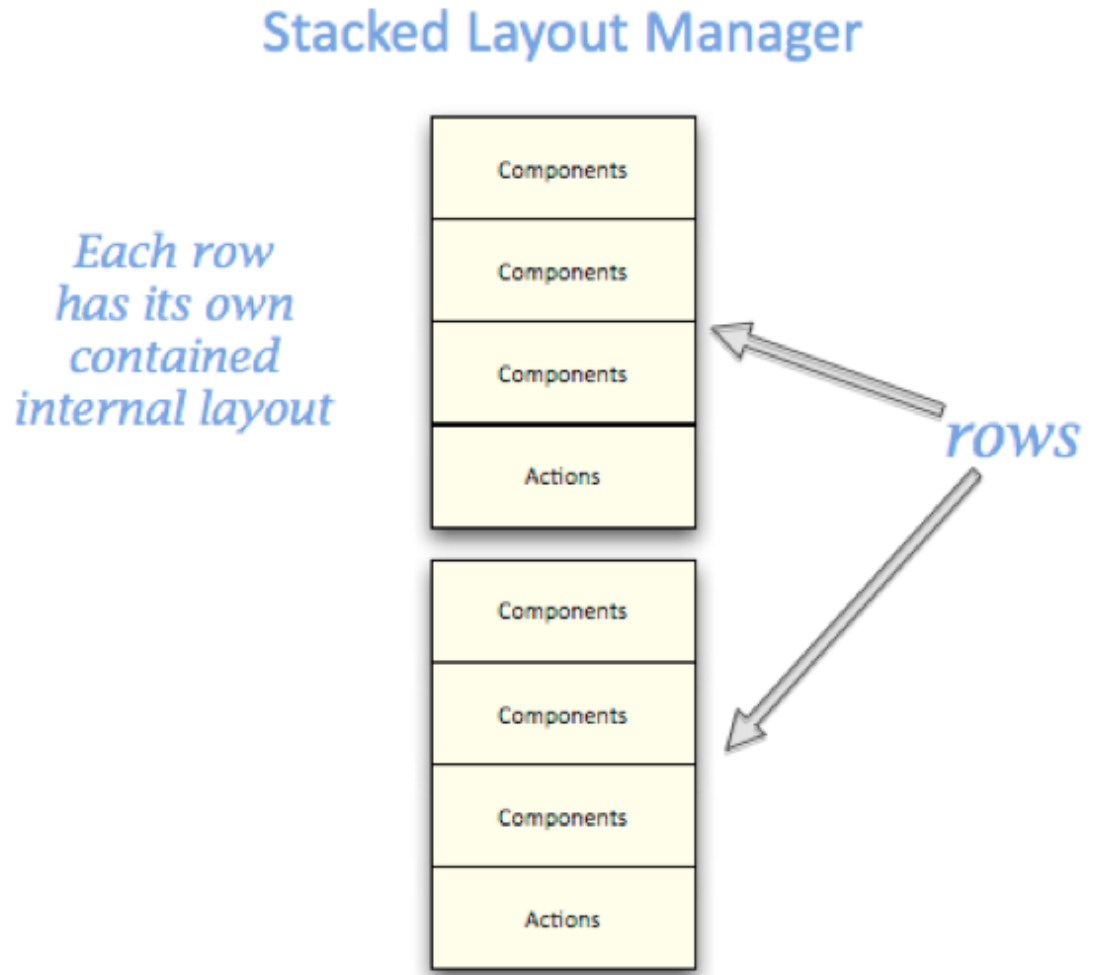 Stacked Layout Manager
Components
Components
Components
Actions
Each row
has its own
contained
internal layout
rows
Components
Components
Components
Actions